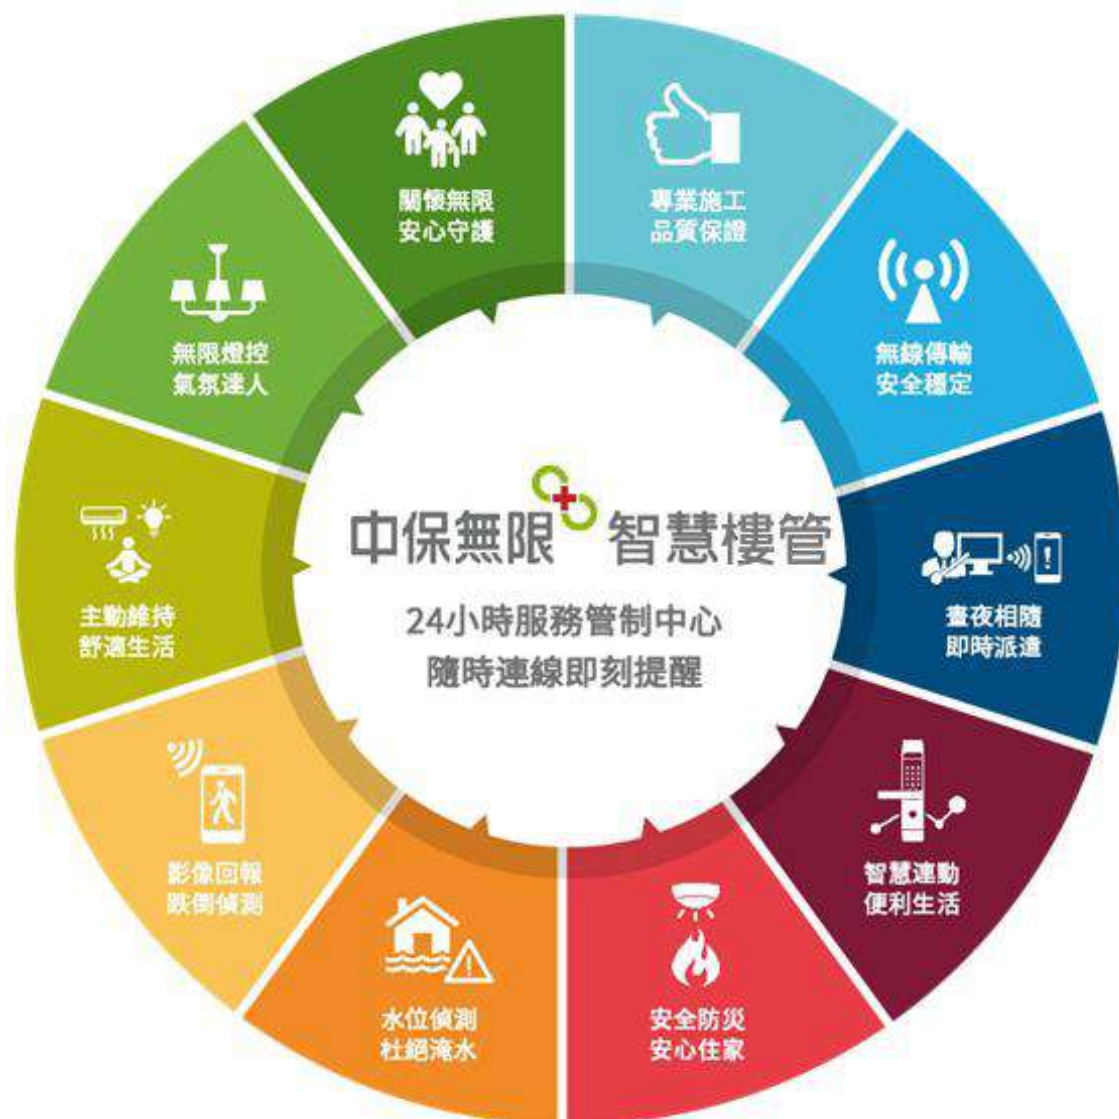 關懷無限
安心守護
專業施工
品質保證
無線傳輸
安全穩定
晝夜相隨
即時派遣
智慧連動
便利生活
安全防災
安心住家
水位偵測
杜絕淹水
影像回報
跌倒偵測
主動維持
舒適生活
無限燈控
氣氛達人
中保無限 智慧樓管
24小時服務管制中心
隨時連線即刻提醒